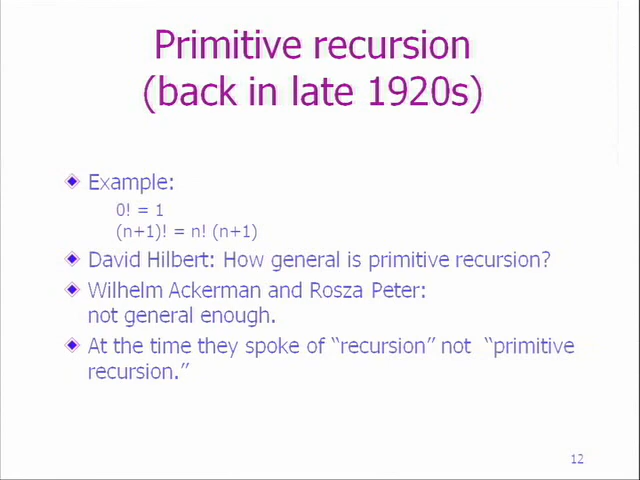 Primitive recursion
(back in late 1920s)
Example:
0! = 1
(n+1)! = n! (n+1)
David Hilbert: How general is primitive recursion?
Wilhelm Ackerman and Rosza Peter:
not general enough.
At the time they spoke of “recursion” not “primitive
recursion.”
12